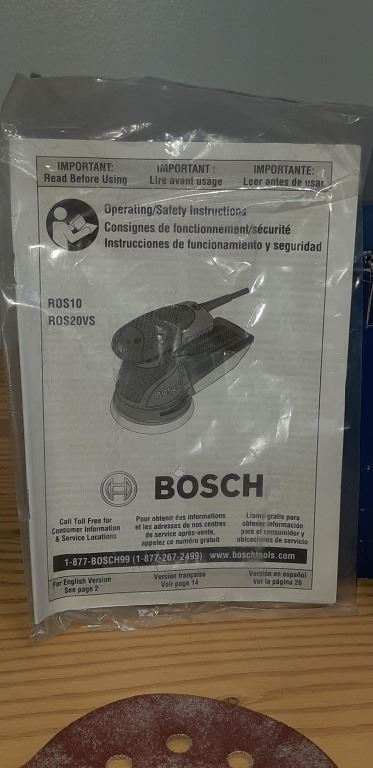 IMPORTANT:
Read Before Using
IMPORTANT :
Lire avant usage
IMPORTANTE:
Leer antes de usar
Operating/Safety Instructions
Consignes de fonctionnement/sécurité
Instrucciones de funcionamiento y seguridad
ROS10
ROS20VS
BOSCH
BOSCH
Call Toll Free for
Consumer Information
& Service Locations
Pour obtenir des informations
et les adresses de nos centres
de service après-vente,
appelez ce numéro gratuit
Llame gratis para
obtener información
para el consumidor y
ubicaciones de servicio
1-877-BOSCH99 (1-877-267-2499) www.boschtools.com
For English Version
See page 2
Version française
Voir page 14
Versión en español
Ver la página 26